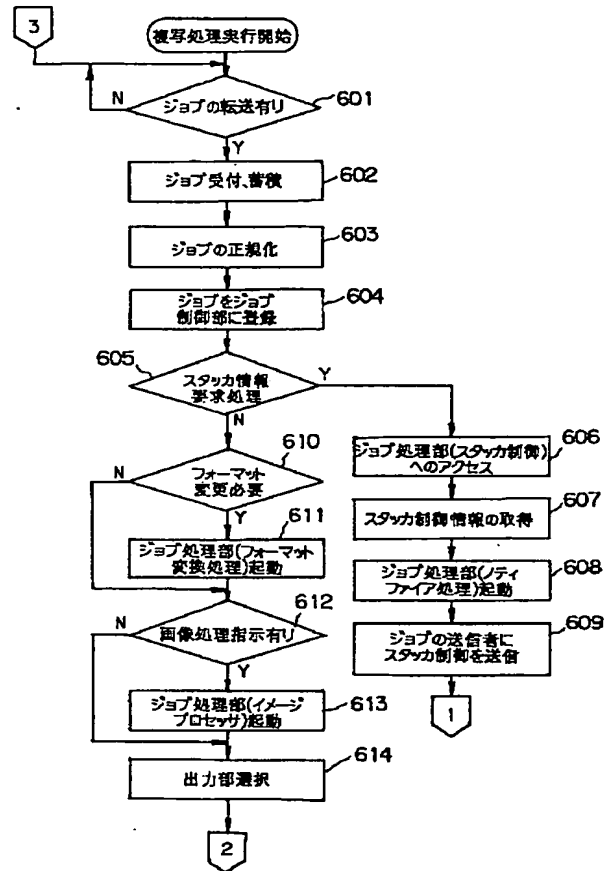 3
複写処理実行開始
N
ジョブの転送有リ
601
Y
ジョブ受付、蓄積
602
ジョブの正規化
603
ジョブをジョブ
制御部に登録
604
605
スタッカ情報
要求処理
Y
N
ジョブ処理部(スタッカ制御)
へのアクセス
606
610
N
フォーマット
変更必要
スタッカ制御情報の取得
607
Y
611
ジョブ処理部(フォーマット
変換処理)起動
ジョブ処理部(ノティ
ファイア処理)起動
608
612
N
画像処理指示有リ
609
ジョブの送信者に
スタッカ制御を送信
Y
1
ジョブ処理部(イメージ
プロセッサ)起動
613
614
出力部選択
2